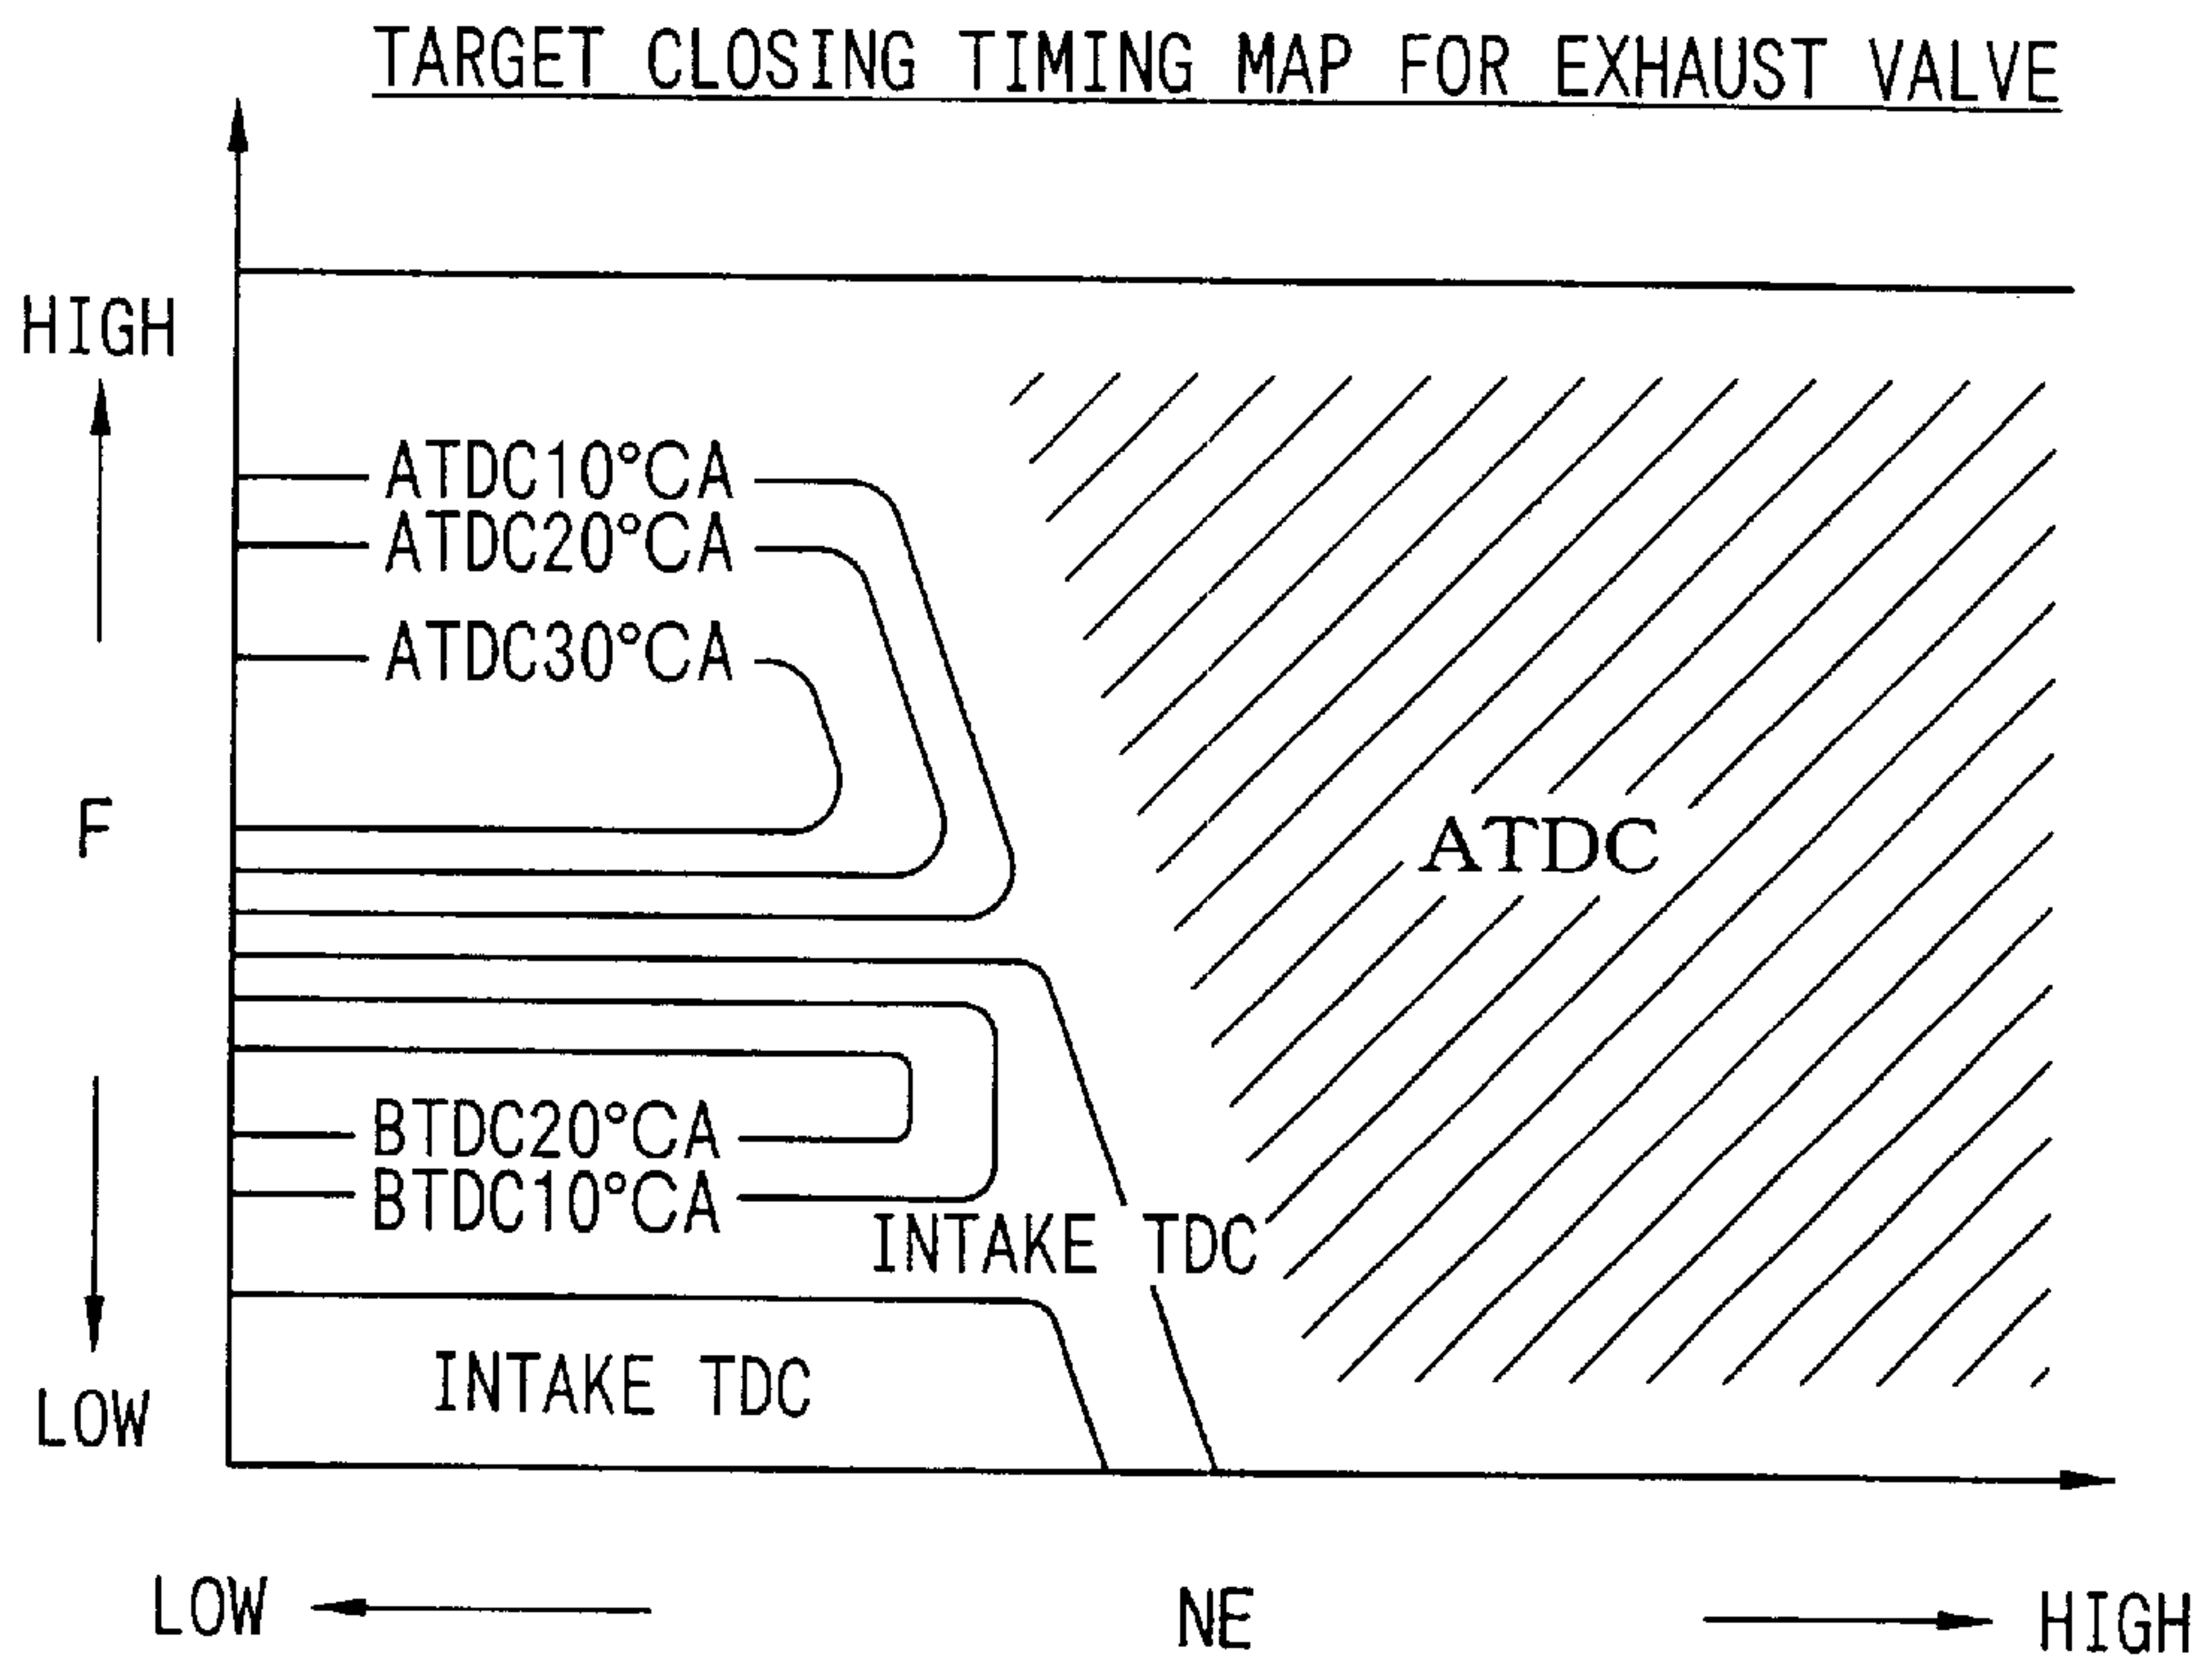 TARGET CLOSING TIMING MAP FOR EXHAUST VALVE
HIGH
ATDC10°CA
ATDC20°CA
ATDC30°CA
F
ATDC
BTDC20°CA
BTDC10°CA
INTAKE TDC
INTAKE TDC
LOW
LOW
NE
HIGH